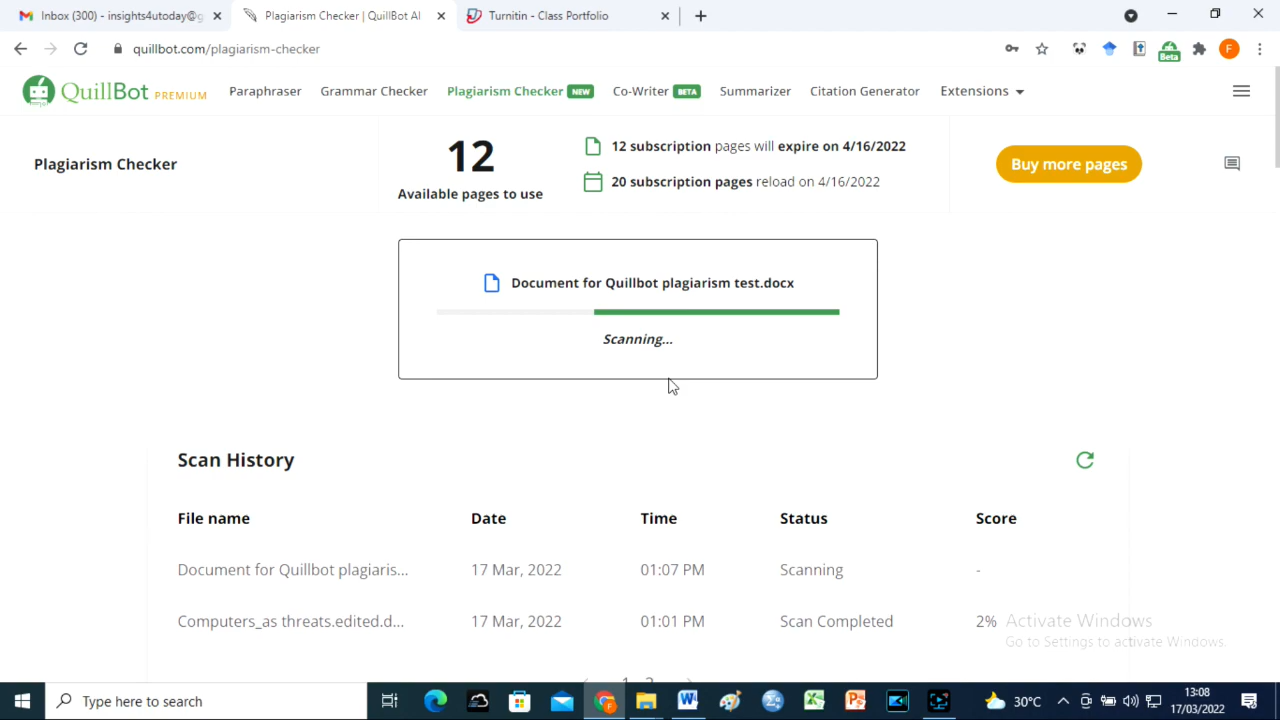 Inbox (300) - insights4utoday@g
Plagiarism Checker | QuillBot AI
Turnitin - Class Portfolio
quillbot.com/plagiarism-checker
Beta
F
QuillBot PREMIUM
Paraphraser
Grammar Checker
Plagiarism Checker NEW
Co-Writer BETA
Summarizer
Citation Generator
Extensions
Plagiarism Checker
12
Available pages to use
12 subscription pages will expire on 4/16/2022
20 subscription pages reload on 4/16/2022
Buy more pages
Document for Quillbot plagiarism test.docx
Scanning...
Scan History
File name Date Time Status Score
Document for Quillbot plagiaris... 17 Mar, 2022 01:07 PM Scanning -
Computers_as threats.edited.d... 17 Mar, 2022 01:01 PM Scan Completed 2%
Activate Windows
Go to Settings to activate Windows.
1 2
Type here to search
30°C
13:08
17/03/2022